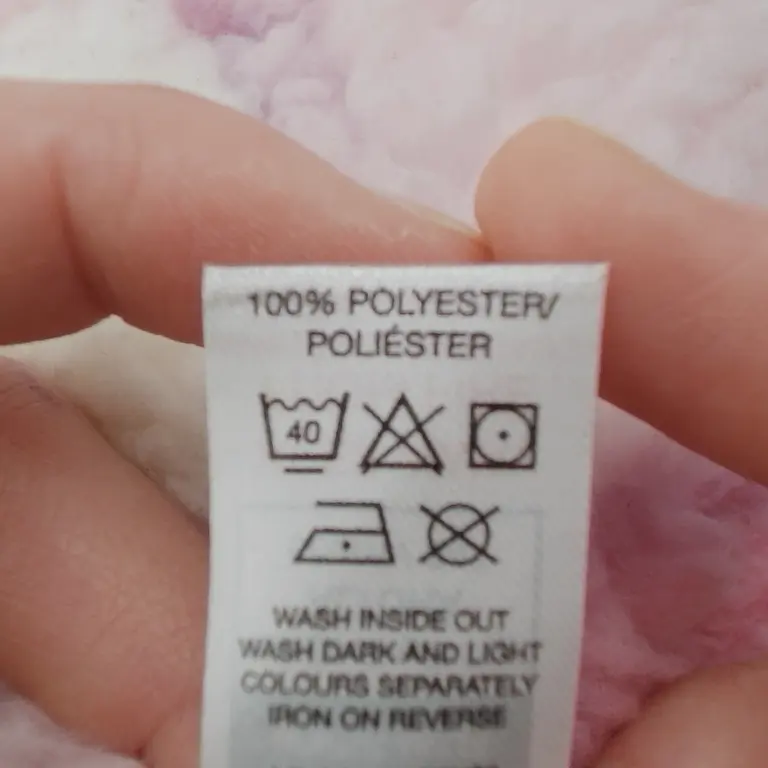 100% POLYESTER/
POLIÉSTER
40
WASH INSIDE OUT
WASH DARK AND LIGHT
COLOURS SEPARATELY
IRON ON REVERSE